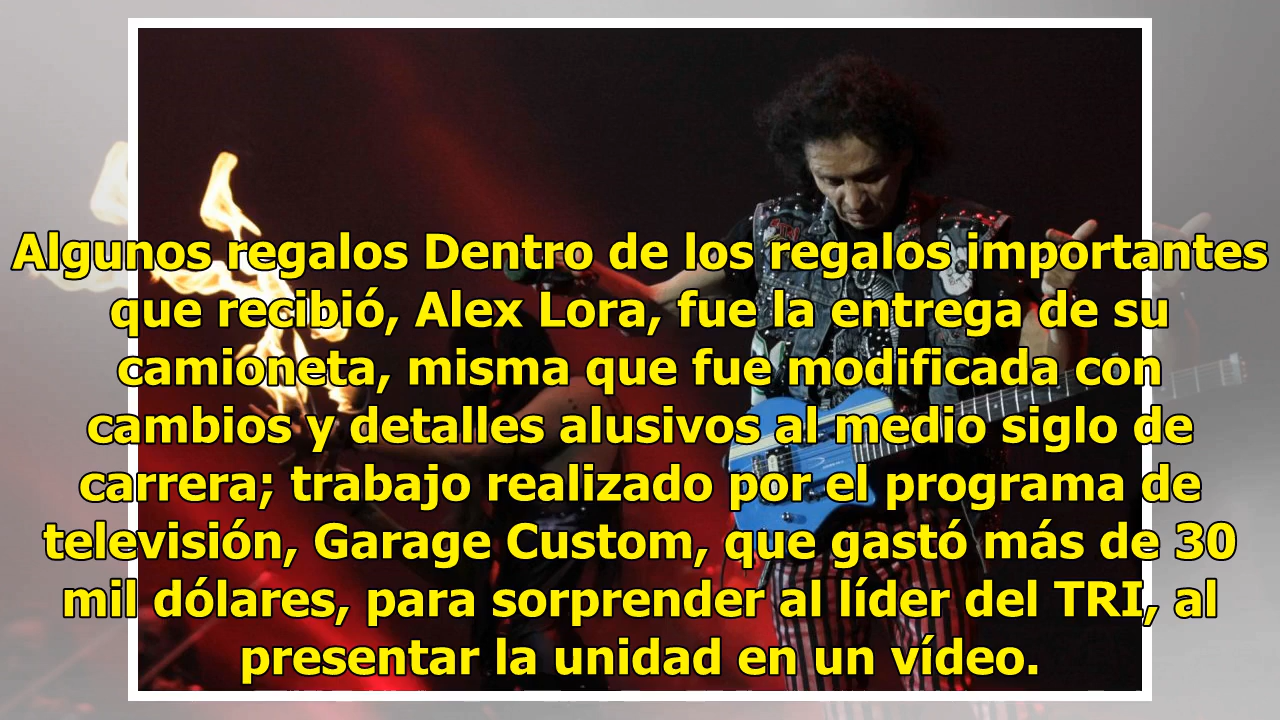 Algunos regalos Dentro de los regalos importantes
que recibió, Alex Lora, fue la entrega de su
camioneta, misma que fue modificada con
cambios y detalles alusivos al medio siglo de
carrera; trabajo realizado por el programa de
televisión, Garage Custom, que gastó más de 30
mil dólares, para sorprender al líder del TRI, al
presentar la unidad en un vídeo.